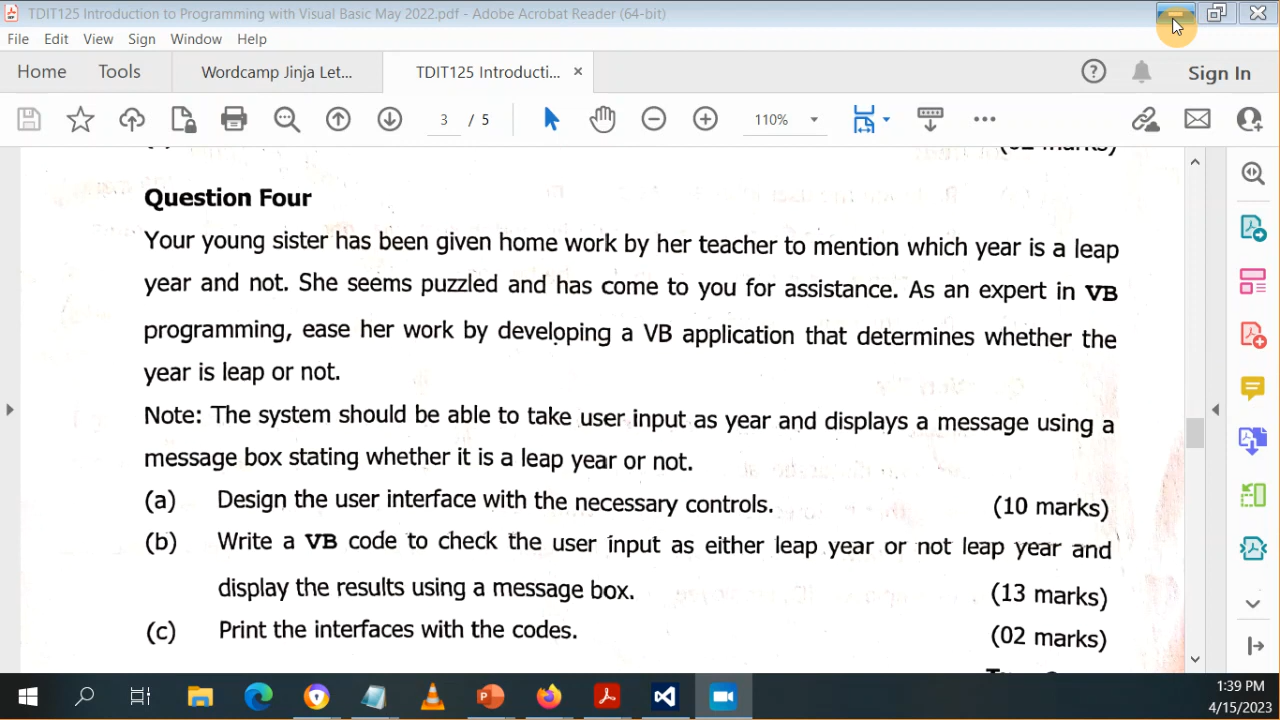 TDIT125 Introduction to Programming with Visual Basic May 2022.pdf - Adobe Acrobat Reader (64-bit)
File Edit View Sign Window Help
Home Tools Wordcamp Jinja Let... TDIT125 Introducti... × Sign In
3 / 5 110%
Question Four
Your young sister has been given home work by her teacher to mention which year is a leap
year and not. She seems puzzled and has come to you for assistance. As an expert in VB
programming, ease her work by developing a VB application that determines whether the
year is leap or not.
Note: The system should be able to take user input as year and displays a message using a
message box stating whether it is a leap year or not.
(a) Design the user interface with the necessary controls. (10 marks)
(b) Write a VB code to check the user input as either leap year or not leap year and
display the results using a message box. (13 marks)
(c) Print the interfaces with the codes. (02 marks)
1:39 PM
4/15/2023